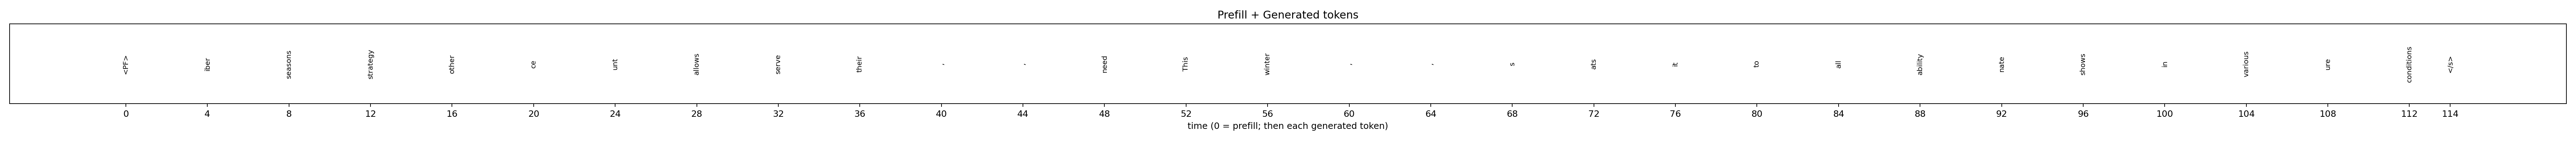 Prefill + Generated tokens
<PF> iber seasons strategy other ce unt allows serve their - - need This winter - - s ats it to all ability nate shows in various ure conditions </s>
0 4 8 12 16 20 24 28 32 36 40 44 48 52 56 60 64 68 72 76 80 84 88 92 96 100 104 108 112 114
time (0 = prefill; then each generated token)